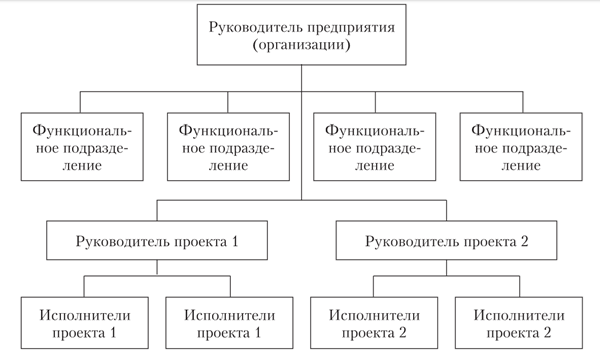 Руководитель предприятия
(организации)
Функциональ-
ное подразде-
ление
Функциональ-
ное подразде-
ление
Функциональ-
ное подразде-
ление
Функциональ-
ное подразде-
ление
Руководитель проекта 1
Руководитель проекта 2
Исполнители
проекта 1
Исполнители
проекта 1
Исполнители
проекта 2
Исполнители
проекта 2